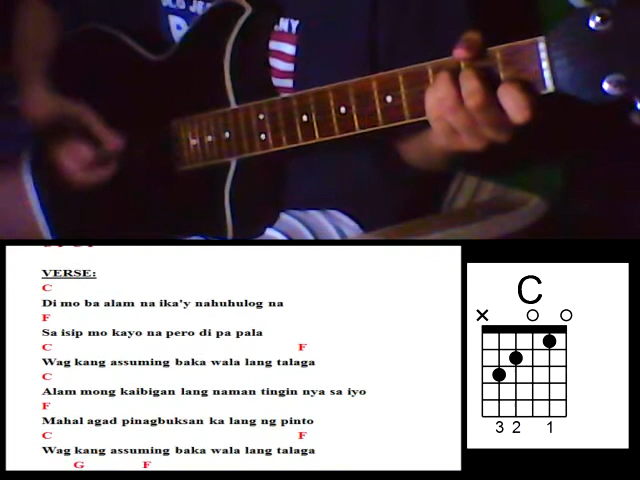 VERSE:
C
Di mo ba alam na ika'y nahuhulog na
F
Sa isip mo kayo na pero di pa pala
C F
Wag kang assuming baka wala lang talaga
C
Alam mong kaibigan lang naman tingin nya sa iyo
F
Mahal agad pinagbuksan ka lang ng pinto
C F
Wag kang assuming baka wala lang talaga
G F
C
3 2 1